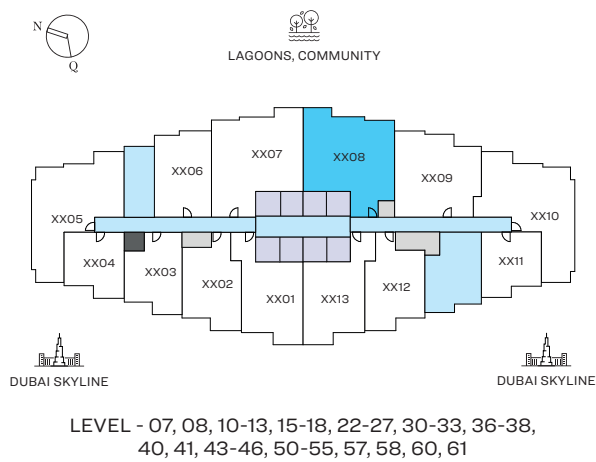 N
Q
LAGOONS, COMMUNITY
XX07
XX08
XX06
XX09
XX05
XX10
XX04
XX03
XX02
XX01
XX13
XX12
XX11
DUBAI SKYLINE
DUBAI SKYLINE
LEVEL - 07, 08, 10-13, 15-18, 22-27, 30-33, 36-38,
40, 41, 43-46, 50-55, 57, 58, 60, 61